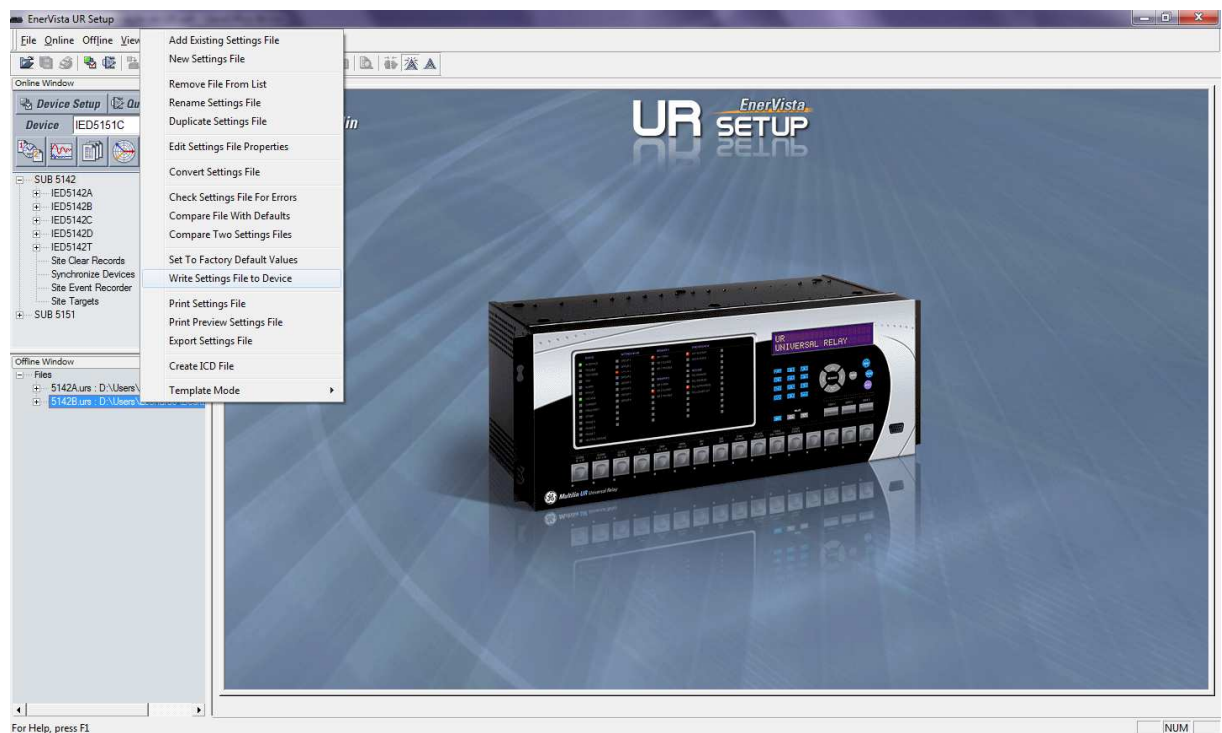 EnerVista UR Setup
File Online Offline View
Online Window
Device Setup Qu
Device IED5151C
SUB 5142
IED5142A
IED5142B
IED5142C
IED5142D
IED5142T
Site Clear Records
Synchronize Devices
Site Event Recorder
Site Targets
SUB 5151
Offline Window
Files
5142A.urs : D:\Users\
5142B.urs : D:\Users\
Add Existing Settings File
New Settings File
Remove File From List
Rename Settings File
Duplicate Settings File
Edit Settings File Properties
Convert Settings File
Check Settings File For Errors
Compare File With Defaults
Compare Two Settings Files
Set To Factory Default Values
Write Settings File to Device
Print Settings File
Print Preview Settings File
Export Settings File
Create ICD File
Template Mode
in
EnerVista
UR SETUP
UR
UNIVERSAL RELAY
Multilin UR Universal Relay
For Help, press F1
NUM